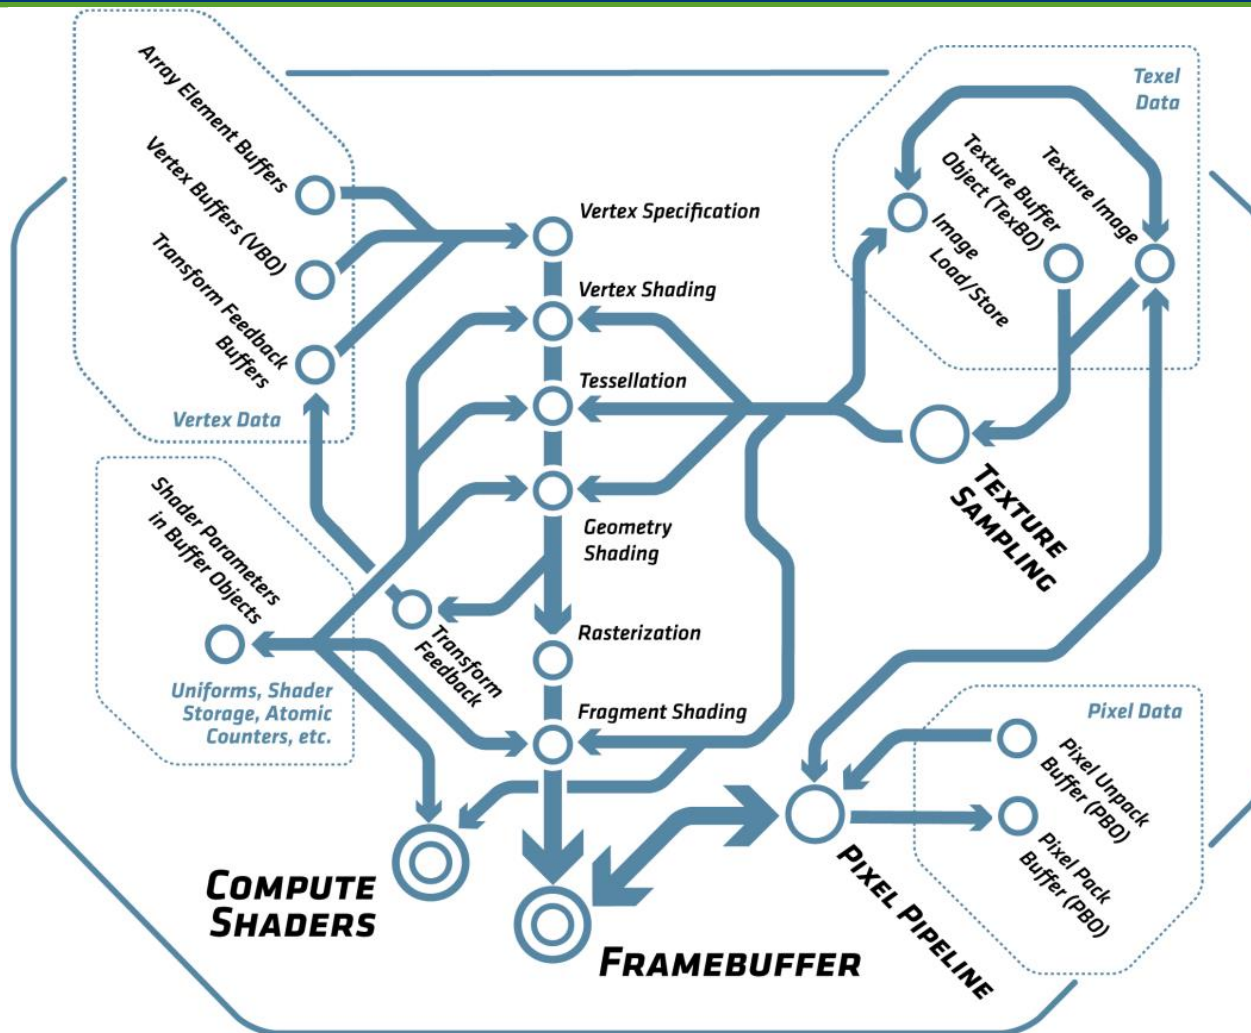 Array Element Buffers
Vertex Buffers (VBO)
Transform Feedback
Buffers
Vertex Data
Shader Parameters
in Buffer Objects
Uniforms, Shader
Storage, Atomic
Counters, etc.
Vertex Specification
Vertex Shading
Tessellation
Geometry
Shading
Transform
Feedback
Rasterization
Fragment Shading
Texel
Data
Texture Image
Texture Buffer
Object (TexBO)
Image
Load/Store
TEXTURE
SAMPLING
Pixel Data
Pixel Unpack
Buffer (PBO)
Pixel Pack
Buffer (PBO)
PIXEL PIPELINE
COMPUTE
SHADERS
FRAMEBUFFER